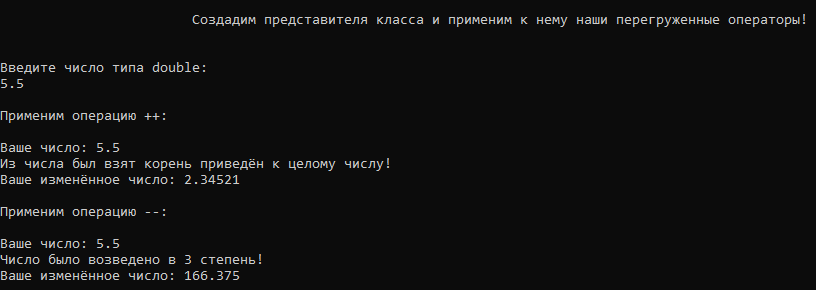 Создадим представителя класса и применим к нему наши перегруженные операторы!
Введите число типа double:
5.5
Применим операцию ++:
Ваше число: 5.5
Из числа был взят корень приведён к целому числу!
Ваше изменённое число: 2.34521
Применим операцию --:
Ваше число: 5.5
Число было возведено в 3 степень!
Ваше изменённое число: 166.375